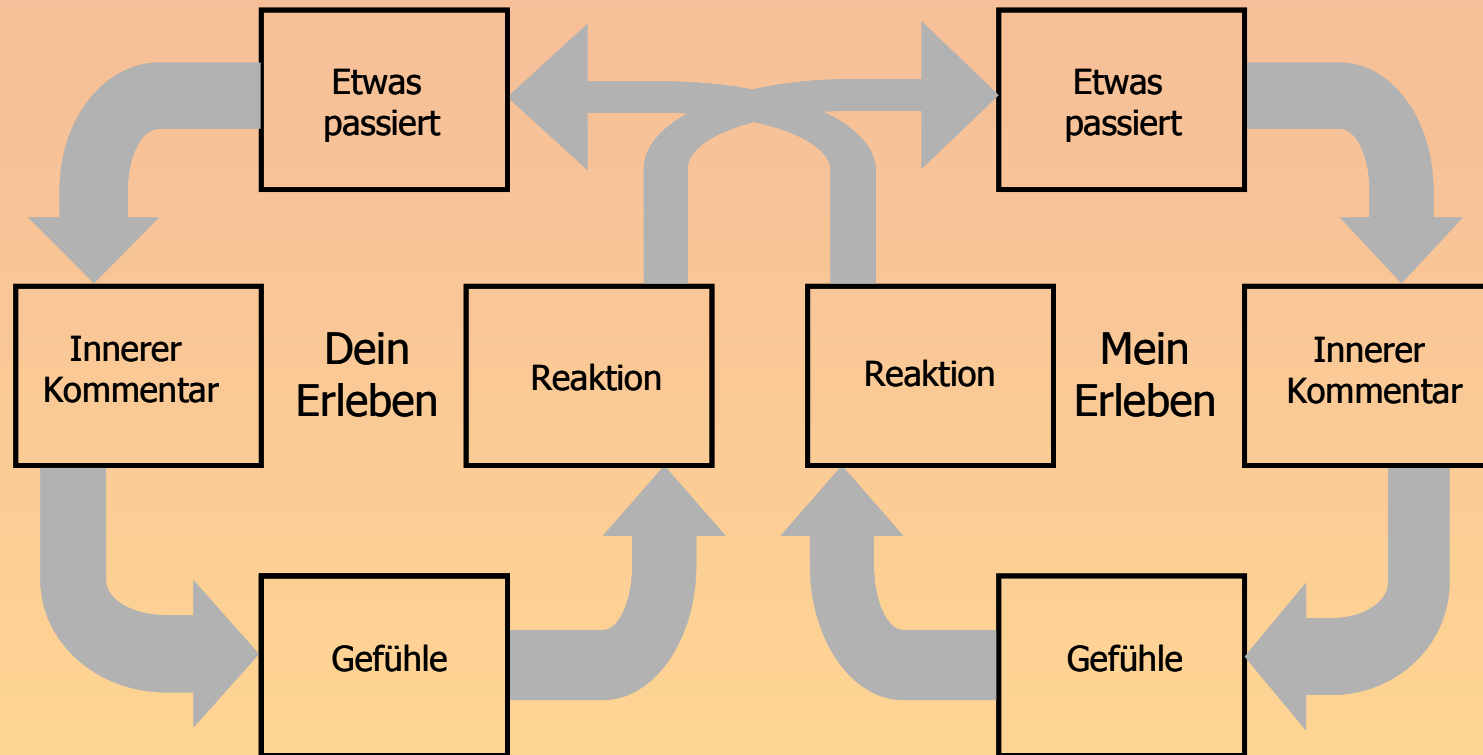 Etwas
passiert
Etwas
passiert
Innerer
Kommentar
Dein
Erleben
Reaktion
Reaktion
Mein
Erleben
Innerer
Kommentar
Gefühle
Gefühle